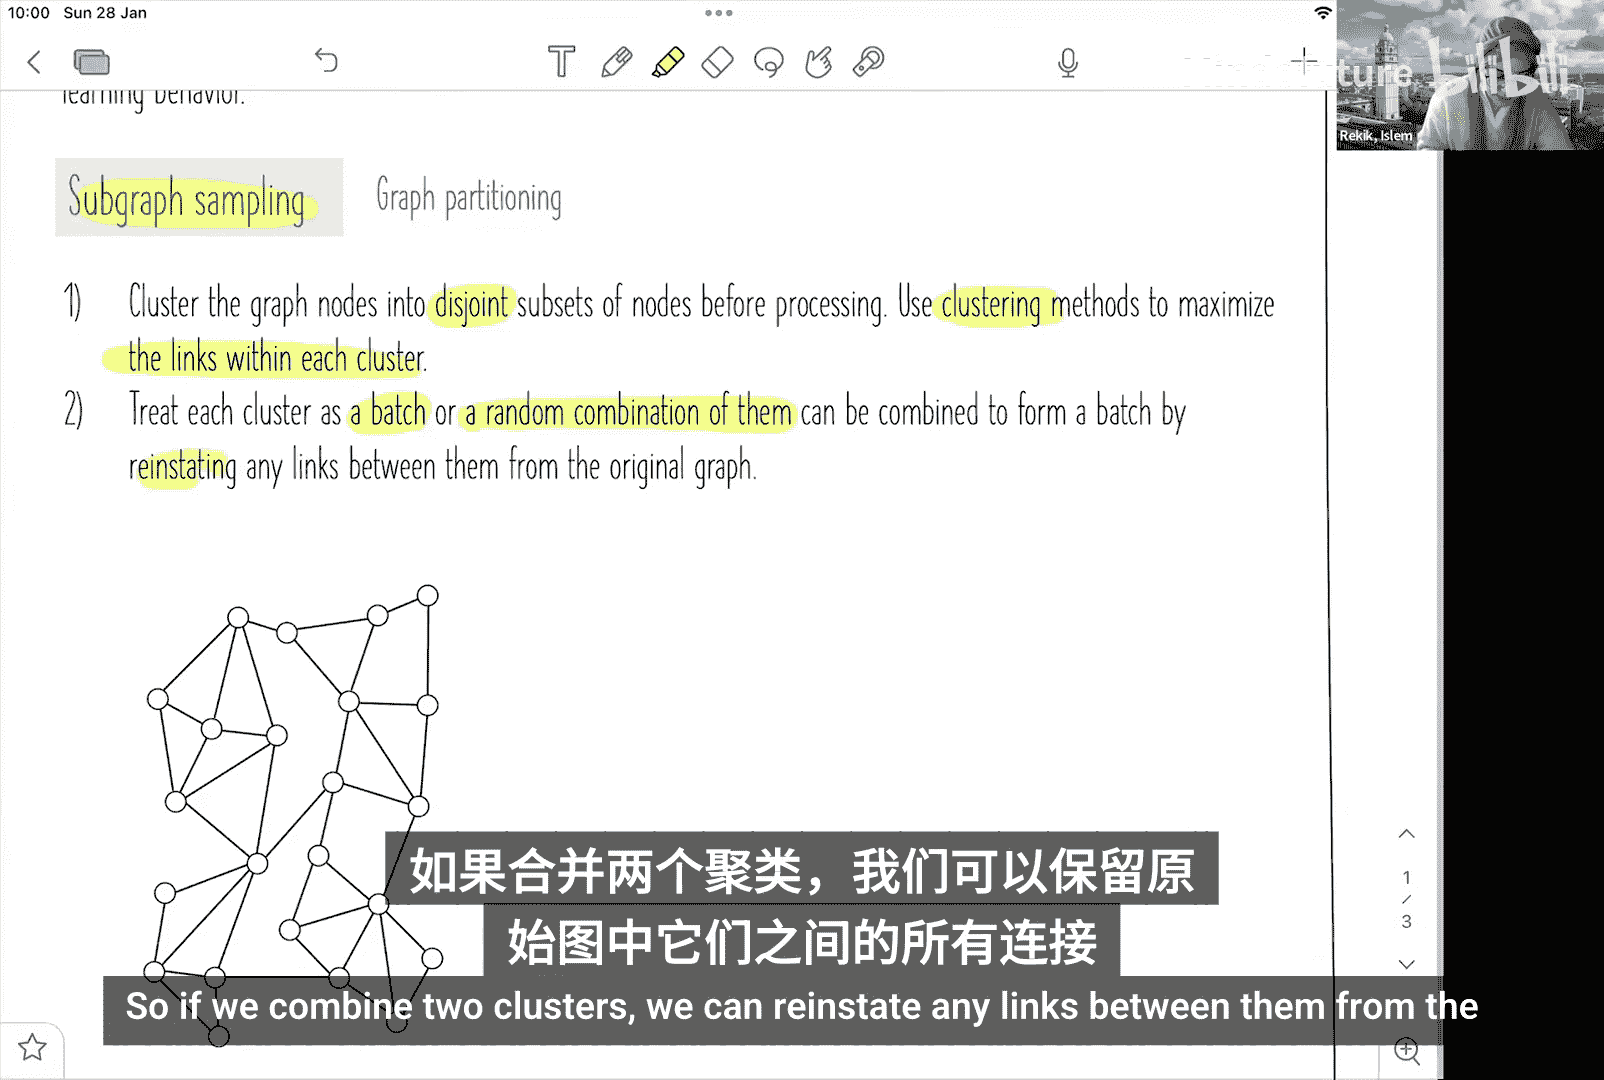 10:00 Sun 28 Jan
learning behavior.
ture
bilibili
Rekik, Islem
Subgraph sampling
Graph partitioning
1) Cluster the graph nodes into disjoint subsets of nodes before processing. Use clustering methods to maximize
the links within each cluster.
2) Treat each cluster as a batch or a random combination of them can be combined to form a batch by
reinstating any links between them from the original graph.
1
/
3
如果合并两个聚类，我们可以保留原
始图中它们之间的所有连接
So if we combine two clusters, we can reinstate any links between them from the